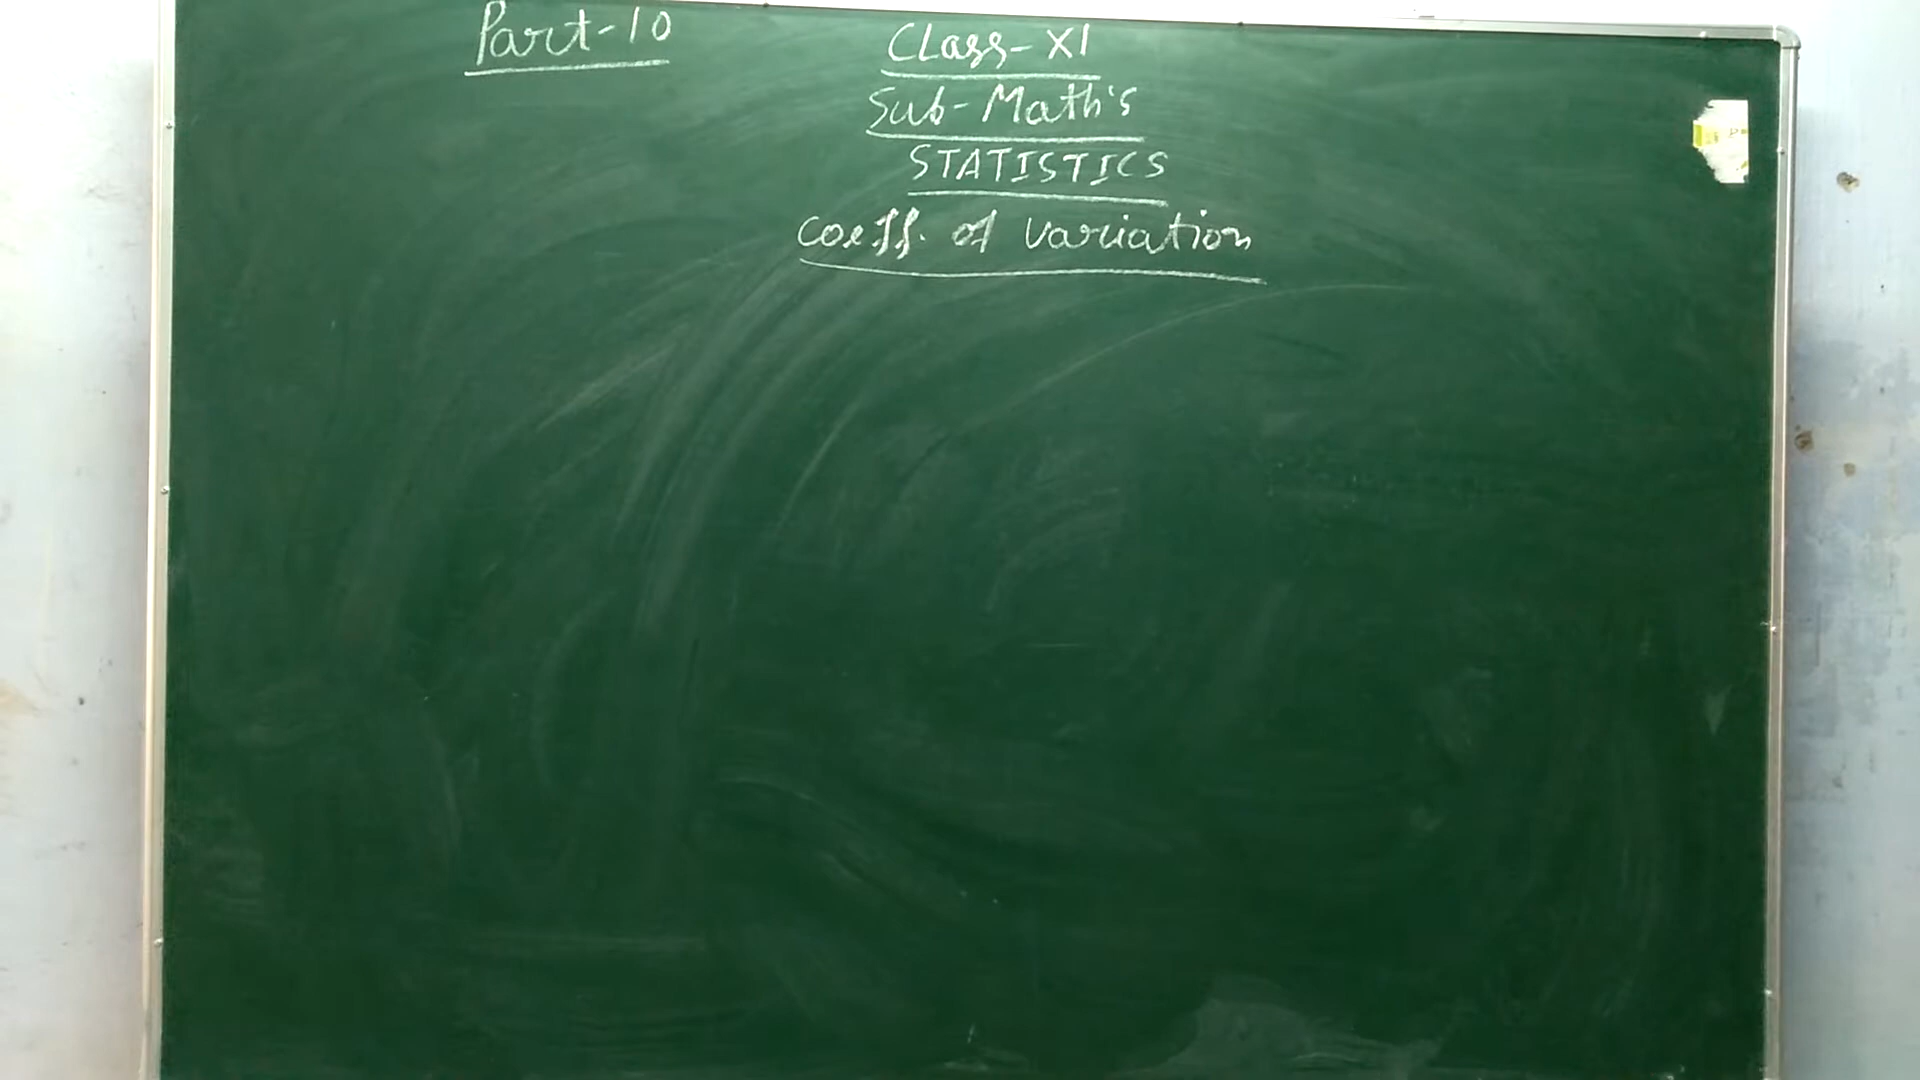 Part-10
Class-XI
Sub-Math's
STATISTICS
Coeff. of variation